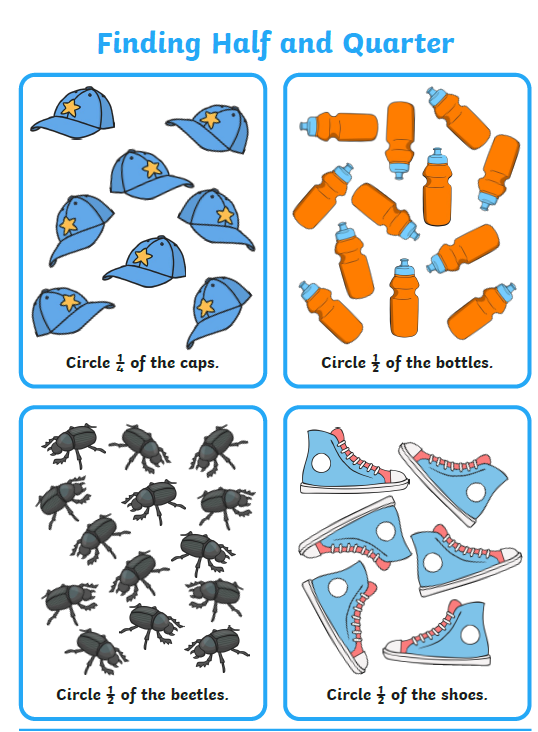 Finding Half and Quarter
Circle 1/4 of the caps.
Circle 1/2 of the bottles.
Circle 1/2 of the beetles.
Circle 1/2 of the shoes.